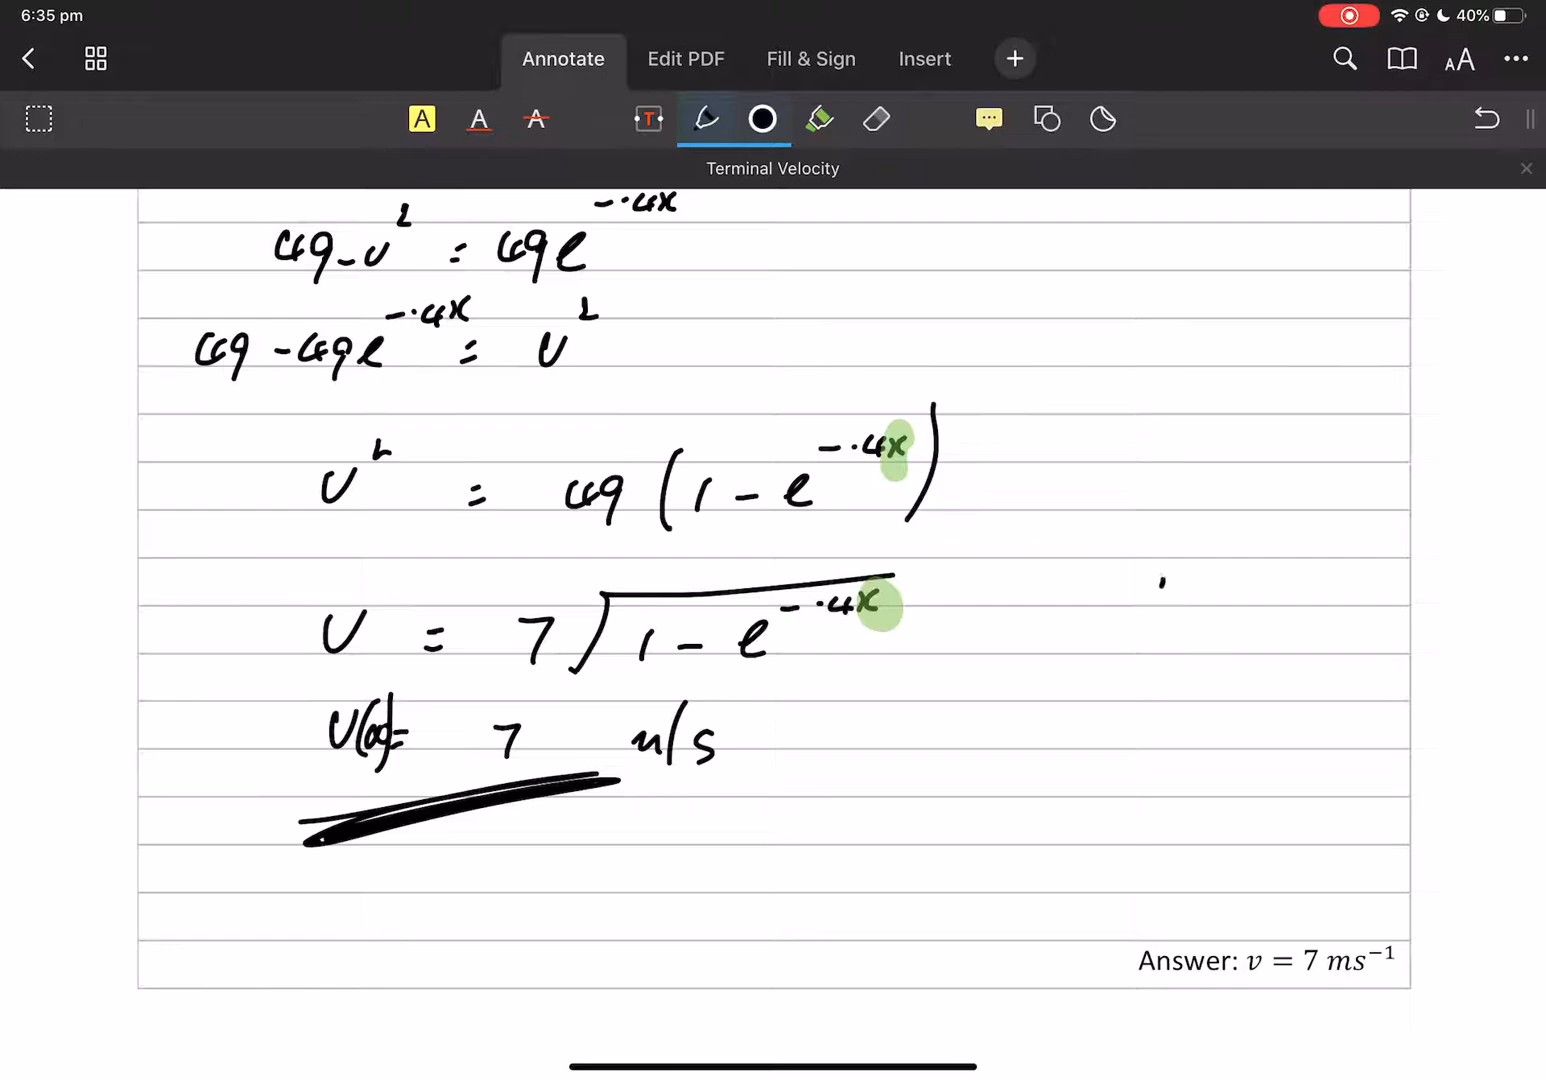 6:35 pm 40%
Annotate Edit PDF Fill & Sign Insert
A A A T AA
Terminal Velocity
49 - v² = 49e^(-.4x)
49 - 49e^(-.4x) = v²
v² = 49(1 - e^(-.4x))
v = 7√(1 - e^(-.4x))
v(∞) = 7 m/s
Answer: v = 7 ms⁻¹